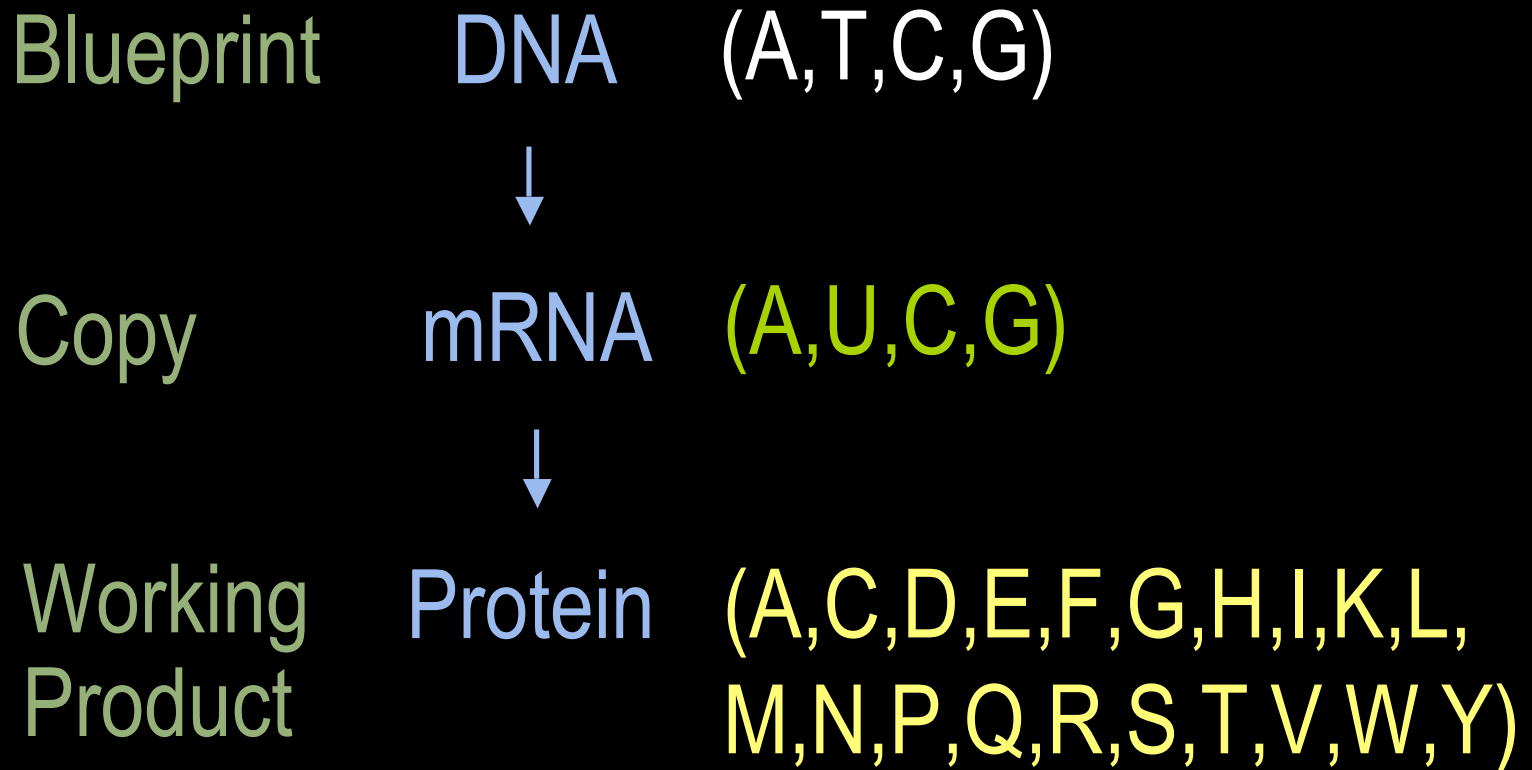 Blueprint DNA (A,T,C,G)
Copy mRNA (A,U,C,G)
Working Protein (A,C,D,E,F,G,H,I,K,L,
Product M,N,P,Q,R,S,T,V,W,Y)